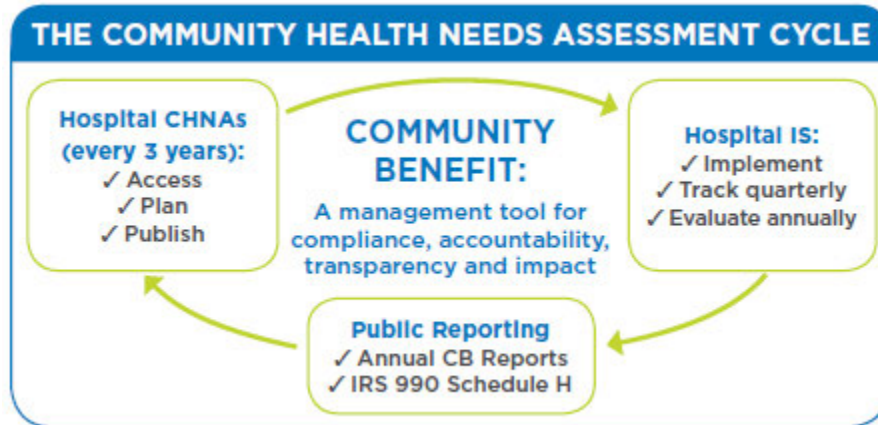 THE COMMUNITY HEALTH NEEDS ASSESSMENT CYCLE
Hospital CHNAs
(every 3 years):
✓ Access
✓ Plan
✓ Publish
COMMUNITY
BENEFIT:
A management tool for
compliance, accountability,
transparency and impact
Hospital IS:
✓ Implement
✓ Track quarterly
✓ Evaluate annually
Public Reporting
✓ Annual CB Reports
✓ IRS 990 Schedule H